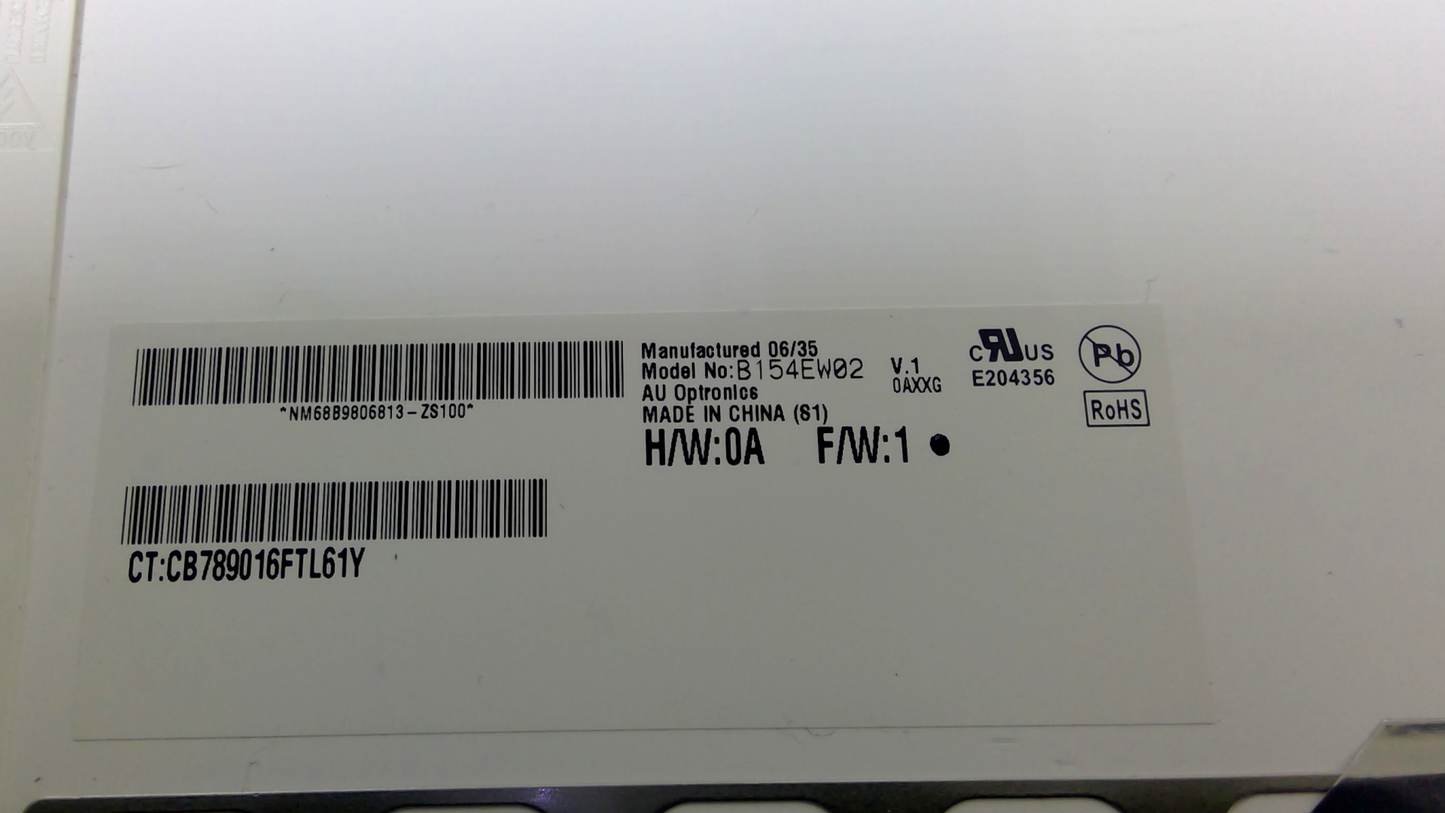 *NM68B9806813-ZS100*
CT:CB789016FTL61Y
Manufactured 06/35
Model No:B154EW02 V.1
0AXXG
AU Optronics
MADE IN CHINA (S1)
H/W:0A F/W:1
C RU US
E204356
Pb
RoHS